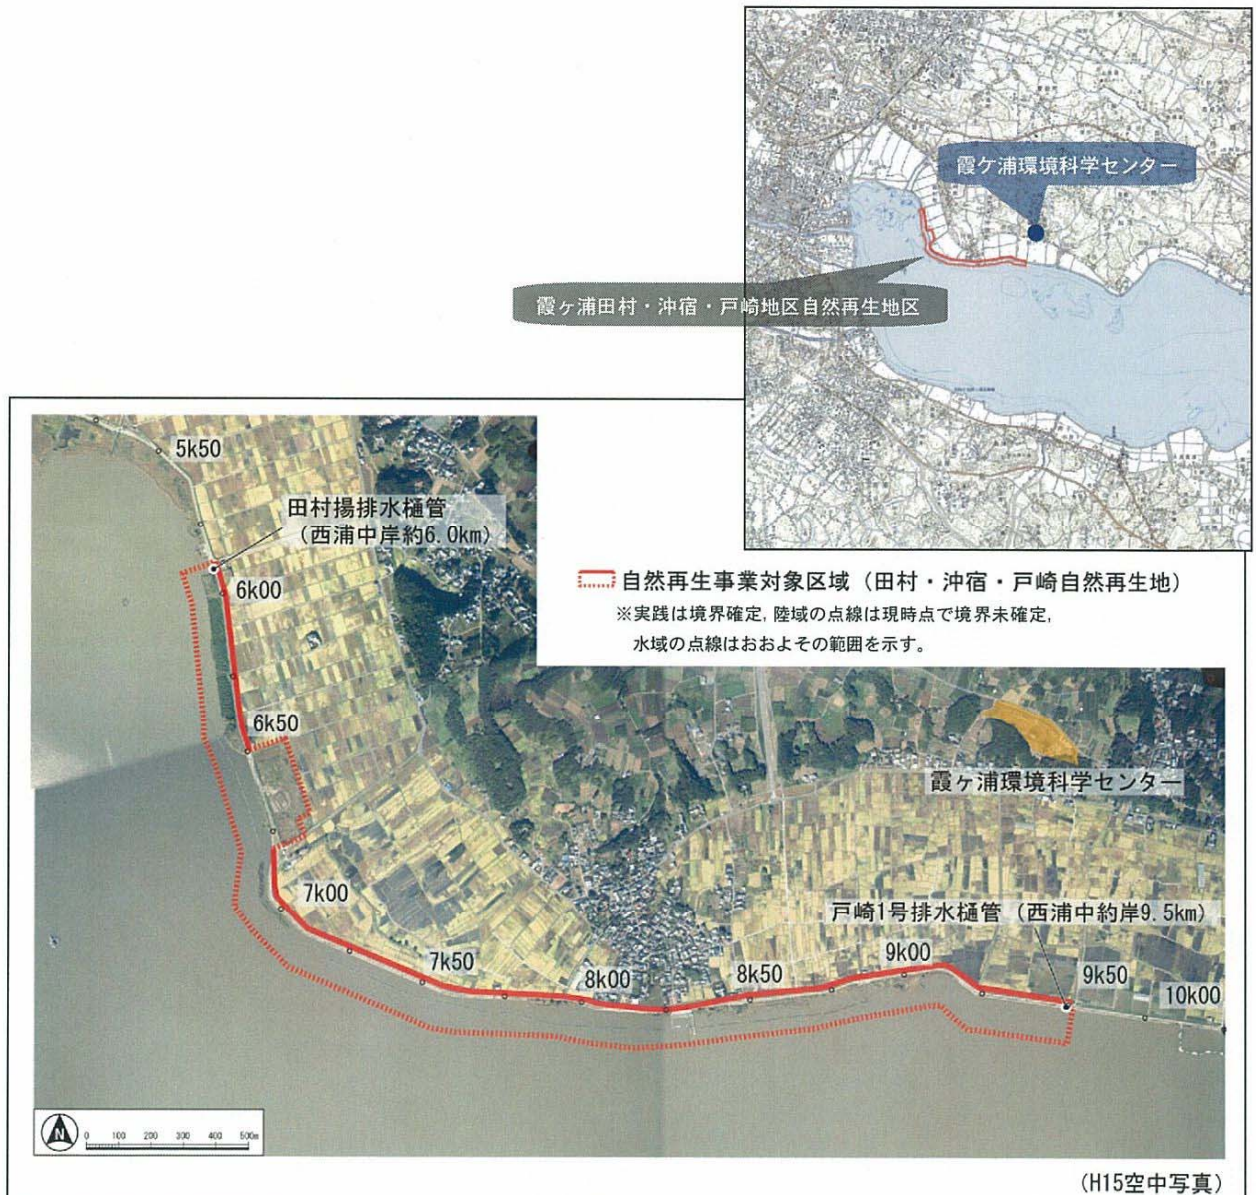 霞ケ浦環境科学センター
霞ヶ浦田村・沖宿・戸崎地区自然再生地区
5k50
田村揚排水樋管
(西浦中岸約6.0km)
6k00
自然再生事業対象区域(田村・沖宿・戸崎自然再生地)
※実践は境界確定,陸域の点線は現時点で境界未確定,
水域の点線はおおよその範囲を示す。
6k50
霞ヶ浦環境科学センター
7k00
戸崎1号排水樋管(西浦中約岸9.5km)
7k50
8k00
8k50
9k00
9k50
10k00
N
0 100 200 300 400 500m
(H15空中写真)